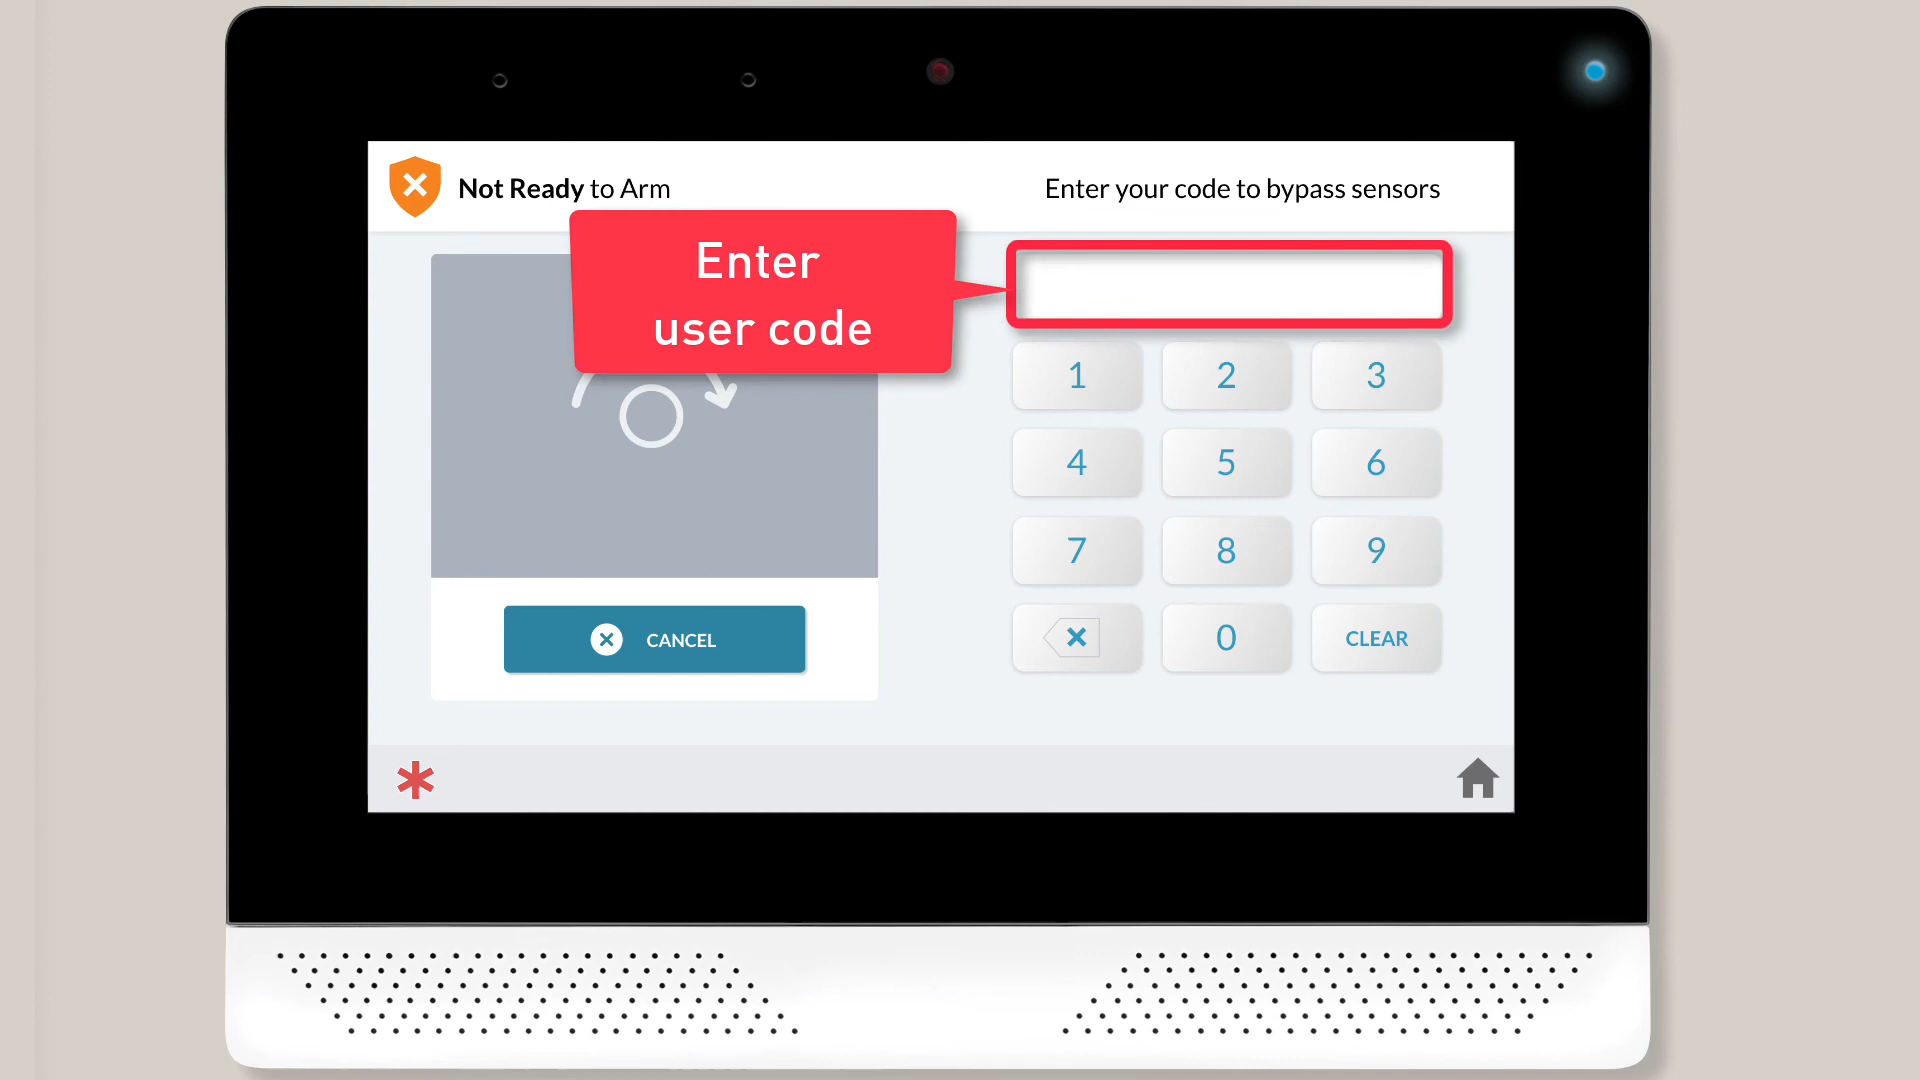 Not Ready to Arm
Enter your code to bypass sensors
Enter
user code
1 2 3
4 5 6
7 8 9
0 CLEAR
CANCEL